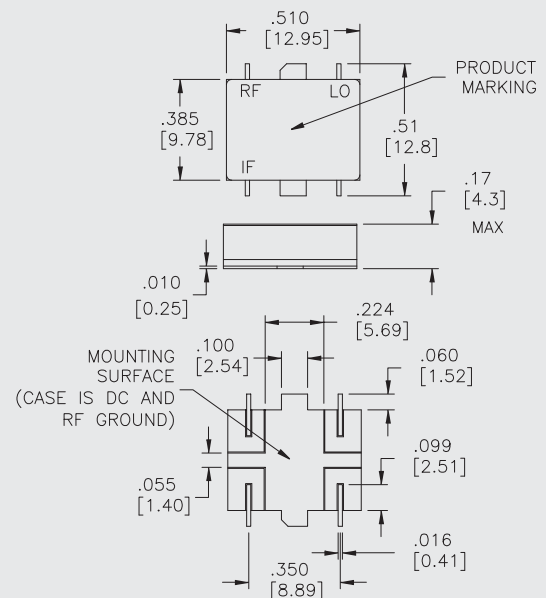 .510
[12.95]
PRODUCT
MARKING
RF
LO
.385
[9.78]
.51
[12.8]
IF
.17
[4.3]
MAX
.010
[0.25]
.224
[5.69]
.100
[2.54]
.060
[1.52]
MOUNTING
SURFACE
(CASE IS DC AND
RF GROUND)
.099
[2.51]
.055
[1.40]
.016
[0.41]
.350
[8.89]